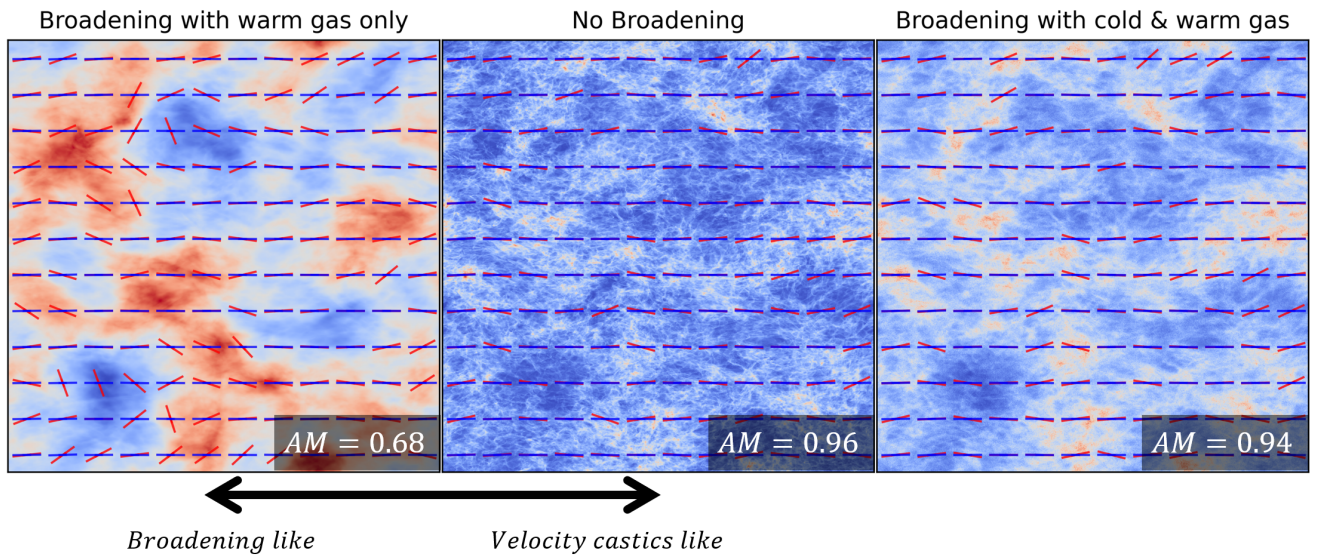 Broadening with warm gas only
No Broadening
Broadening with cold & warm gas
AM = 0.68
AM = 0.96
AM = 0.94
Broadening like
Velocity castics like